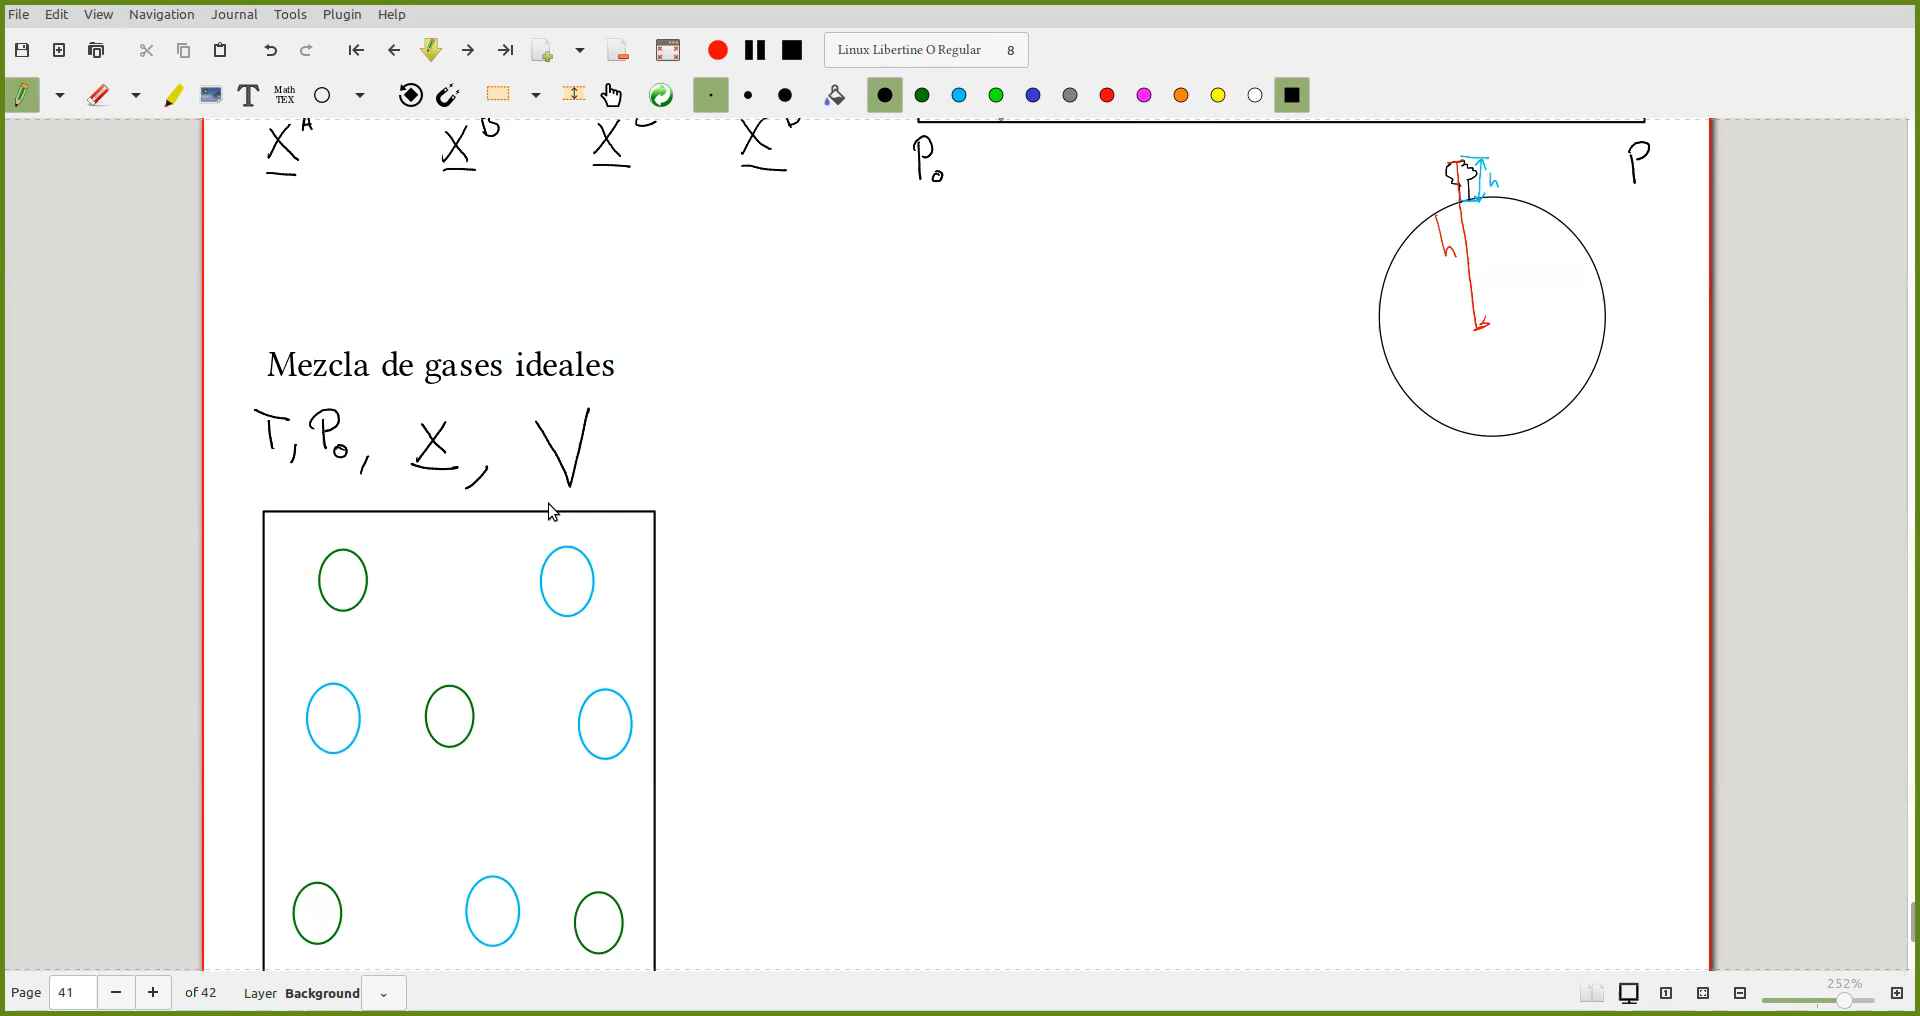 File Edit View Navigation Journal Tools Plugin Help
Linux Libertine O Regular 8
T
Math
TEX
X^A X^B X^C X^D P₀ P
h
h
Mezcla de gases ideales
T, P₀, X, V
Page 41 of 42 Layer Background 252%